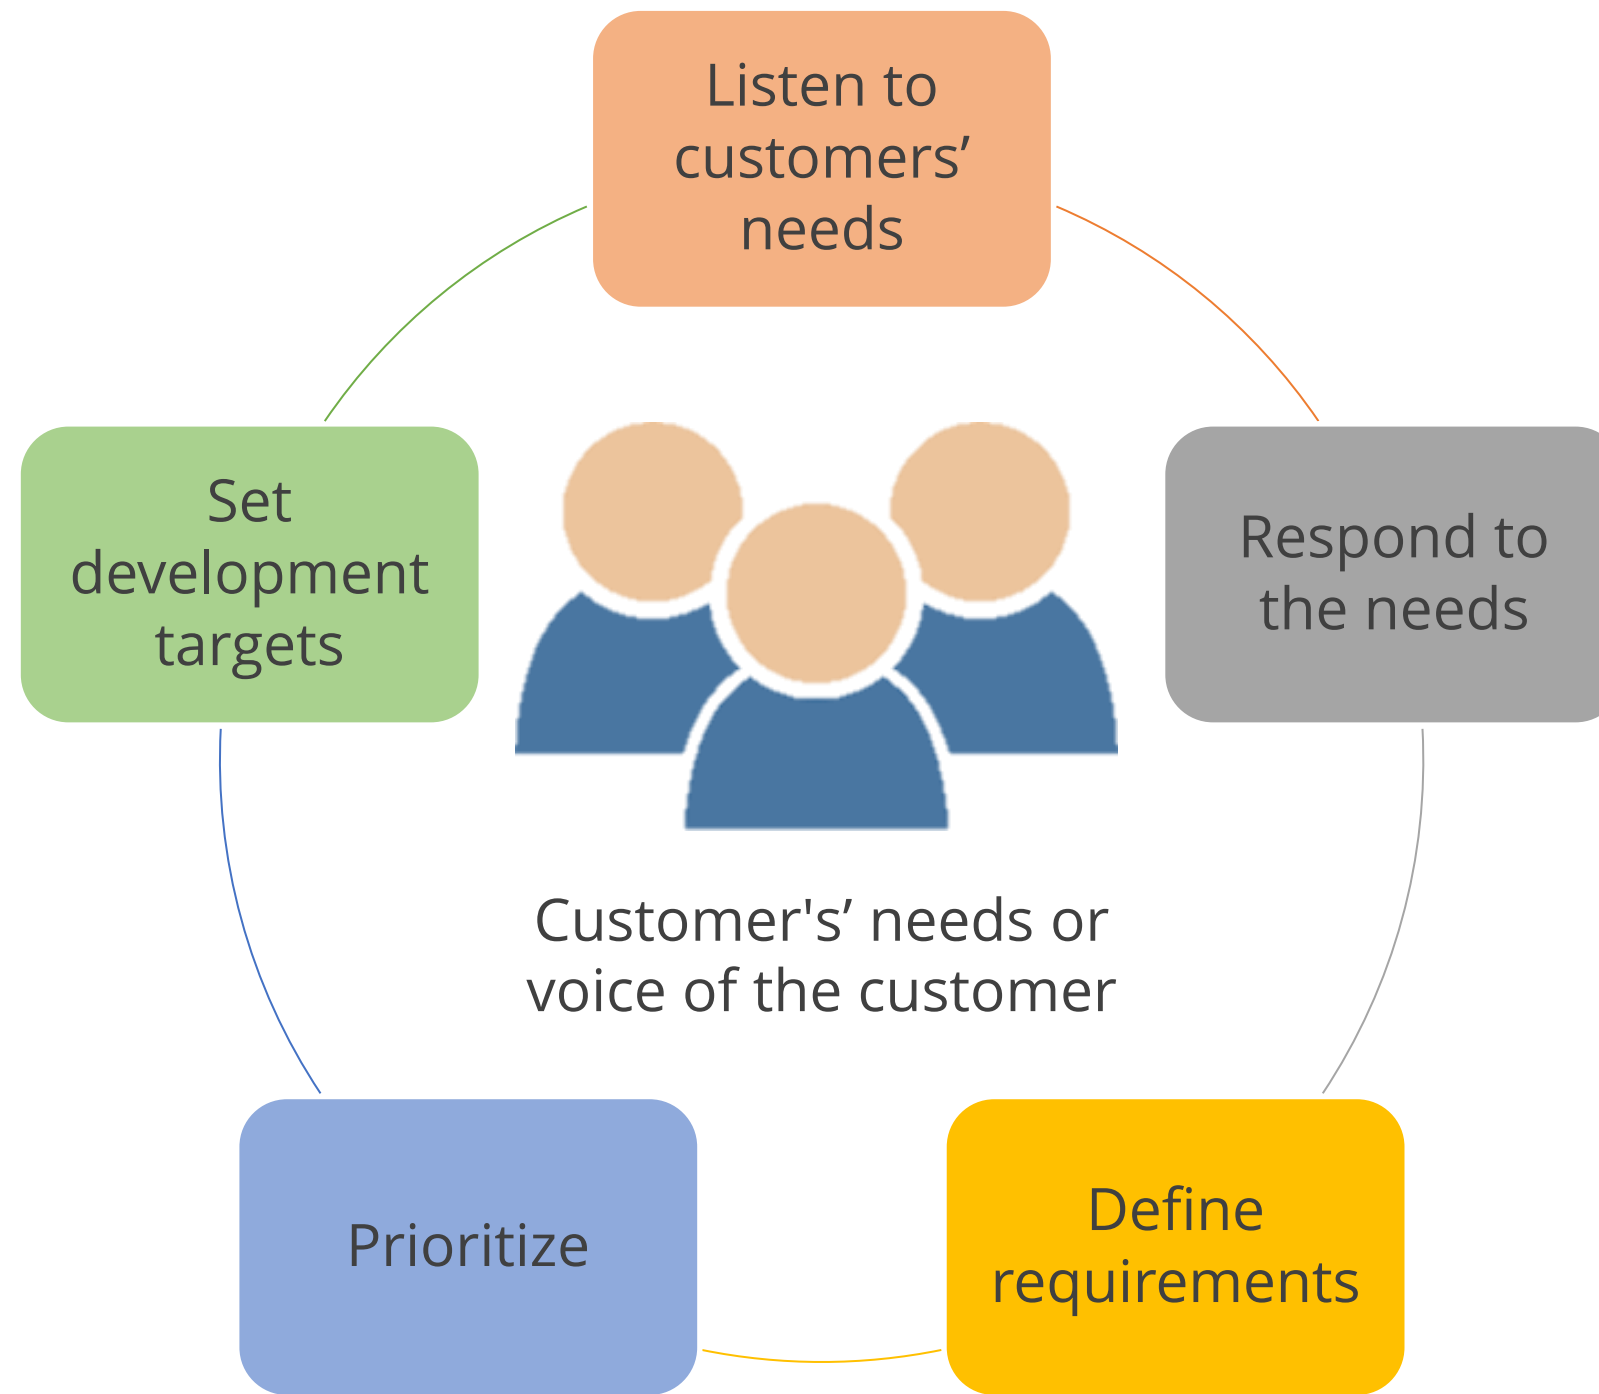 Listen to
customers’
needs
Set
development
targets
Respond to
the needs
Customer's’ needs or
voice of the customer
Prioritize
Define
requirements